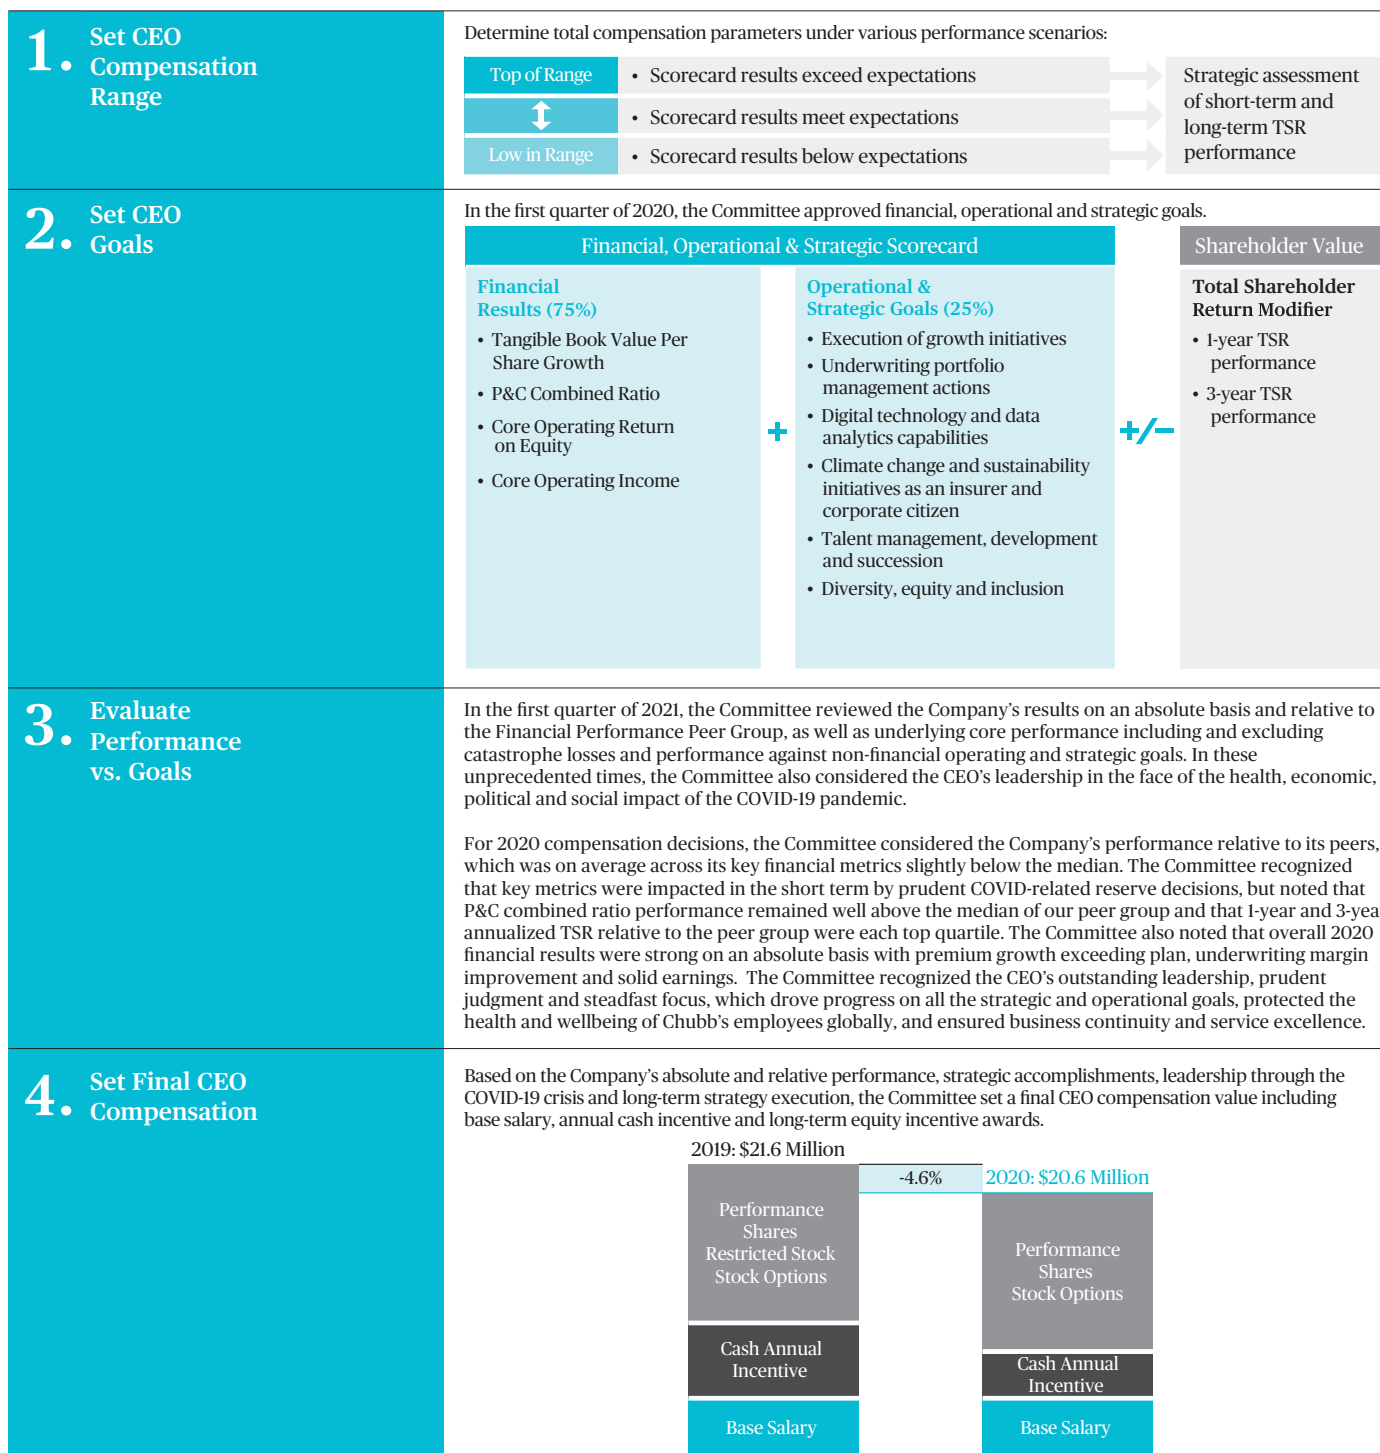 1. Set CEO
Compensation
Range
Determine total compensation parameters under various performance scenarios:
Top of Range
• Scorecard results exceed expectations
• Scorecard results meet expectations
Low in Range
• Scorecard results below expectations
Strategic assessment
of short-term and
long-term TSR
performance
2. Set CEO
Goals
In the first quarter of 2020, the Committee approved financial, operational and strategic goals.
Financial, Operational & Strategic Scorecard
Financial
Results (75%)
• Tangible Book Value Per
Share Growth
• P&C Combined Ratio
• Core Operating Return
on Equity
• Core Operating Income
+
Operational &
Strategic Goals (25%)
• Execution of growth initiatives
• Underwriting portfolio
management actions
• Digital technology and data
analytics capabilities
• Climate change and sustainability
initiatives as an insurer and
corporate citizen
• Talent management, development
and succession
• Diversity, equity and inclusion
+/−
Shareholder Value
Total Shareholder
Return Modifier
• 1-year TSR
performance
• 3-year TSR
performance
3. Evaluate
Performance
vs. Goals
In the first quarter of 2021, the Committee reviewed the Company’s results on an absolute basis and relative to
the Financial Performance Peer Group, as well as underlying core performance including and excluding
catastrophe losses and performance against non-financial operating and strategic goals. In these
unprecedented times, the Committee also considered the CEO’s leadership in the face of the health, economic,
political and social impact of the COVID-19 pandemic.
For 2020 compensation decisions, the Committee considered the Company’s performance relative to its peers,
which was on average across its key financial metrics slightly below the median. The Committee recognized
that key metrics were impacted in the short term by prudent COVID-related reserve decisions, but noted that
P&C combined ratio performance remained well above the median of our peer group and that 1-year and 3-yea
annualized TSR relative to the peer group were each top quartile. The Committee also noted that overall 2020
financial results were strong on an absolute basis with premium growth exceeding plan, underwriting margin
improvement and solid earnings. The Committee recognized the CEO’s outstanding leadership, prudent
judgment and steadfast focus, which drove progress on all the strategic and operational goals, protected the
health and wellbeing of Chubb’s employees globally, and ensured business continuity and service excellence.
4. Set Final CEO
Compensation
Based on the Company’s absolute and relative performance, strategic accomplishments, leadership through the
COVID-19 crisis and long-term strategy execution, the Committee set a final CEO compensation value including
base salary, annual cash incentive and long-term equity incentive awards.
2019: $21.6 Million
-4.6%
2020: $20.6 Million
Performance
Shares
Restricted Stock
Stock Options
Cash Annual
Incentive
Base Salary
Performance
Shares
Stock Options
Cash Annual
Incentive
Base Salary